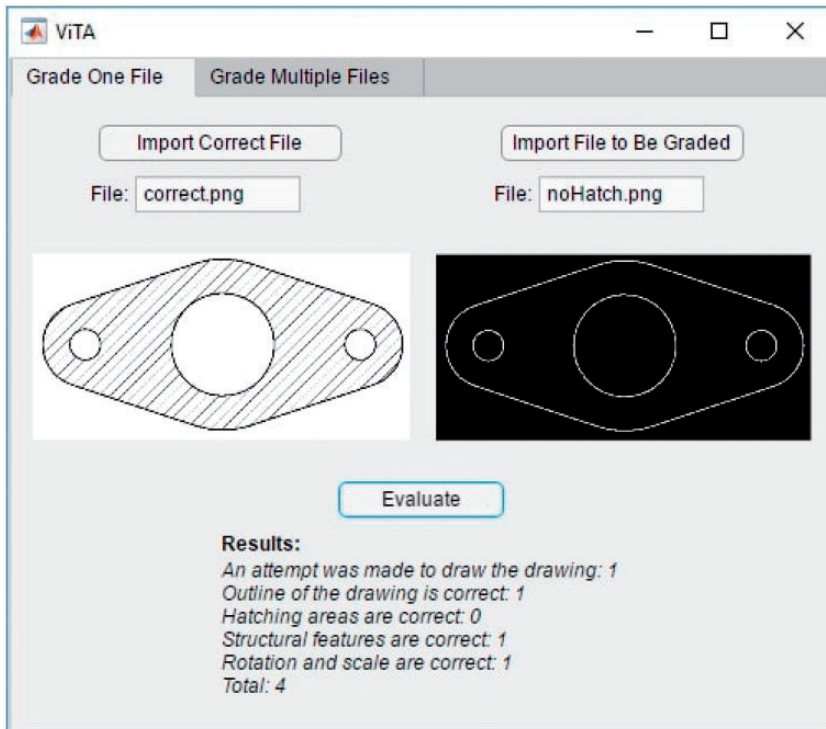 ViTA
Grade One File Grade Multiple Files
Import Correct File Import File to Be Graded
File: correct.png File: noHatch.png
Evaluate
Results:
An attempt was made to draw the drawing: 1
Outline of the drawing is correct: 1
Hatching areas are correct: 0
Structural features are correct: 1
Rotation and scale are correct: 1
Total: 4